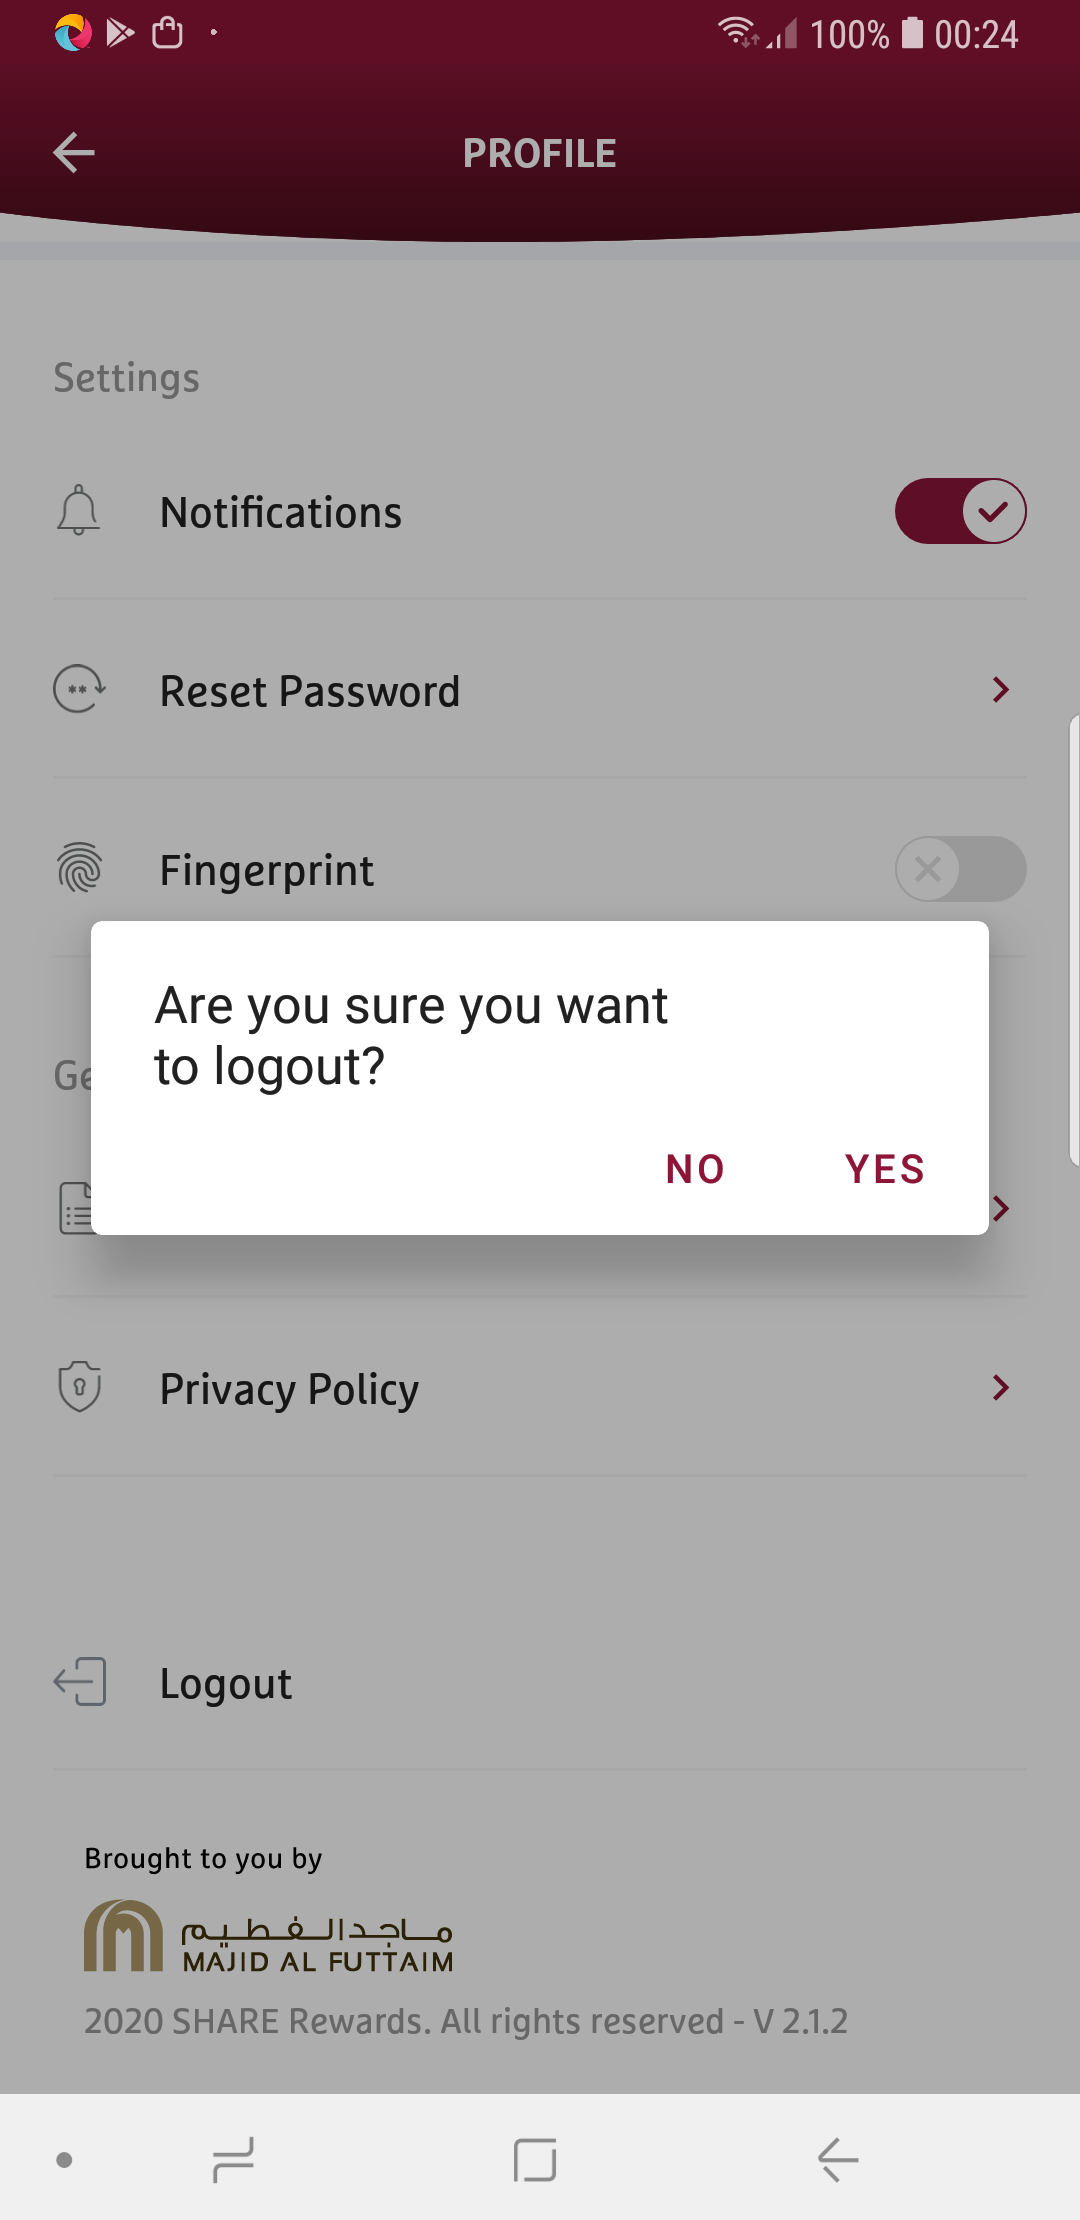 100% 00:24
PROFILE
Settings
Notifications
Reset Password
Fingerprint
Are you sure you want
to logout?
Ge
NO YES
Privacy Policy
Logout
Brought to you by
ماجد الفطيم
MAJID AL FUTTAIM
2020 SHARE Rewards. All rights reserved - V 2.1.2